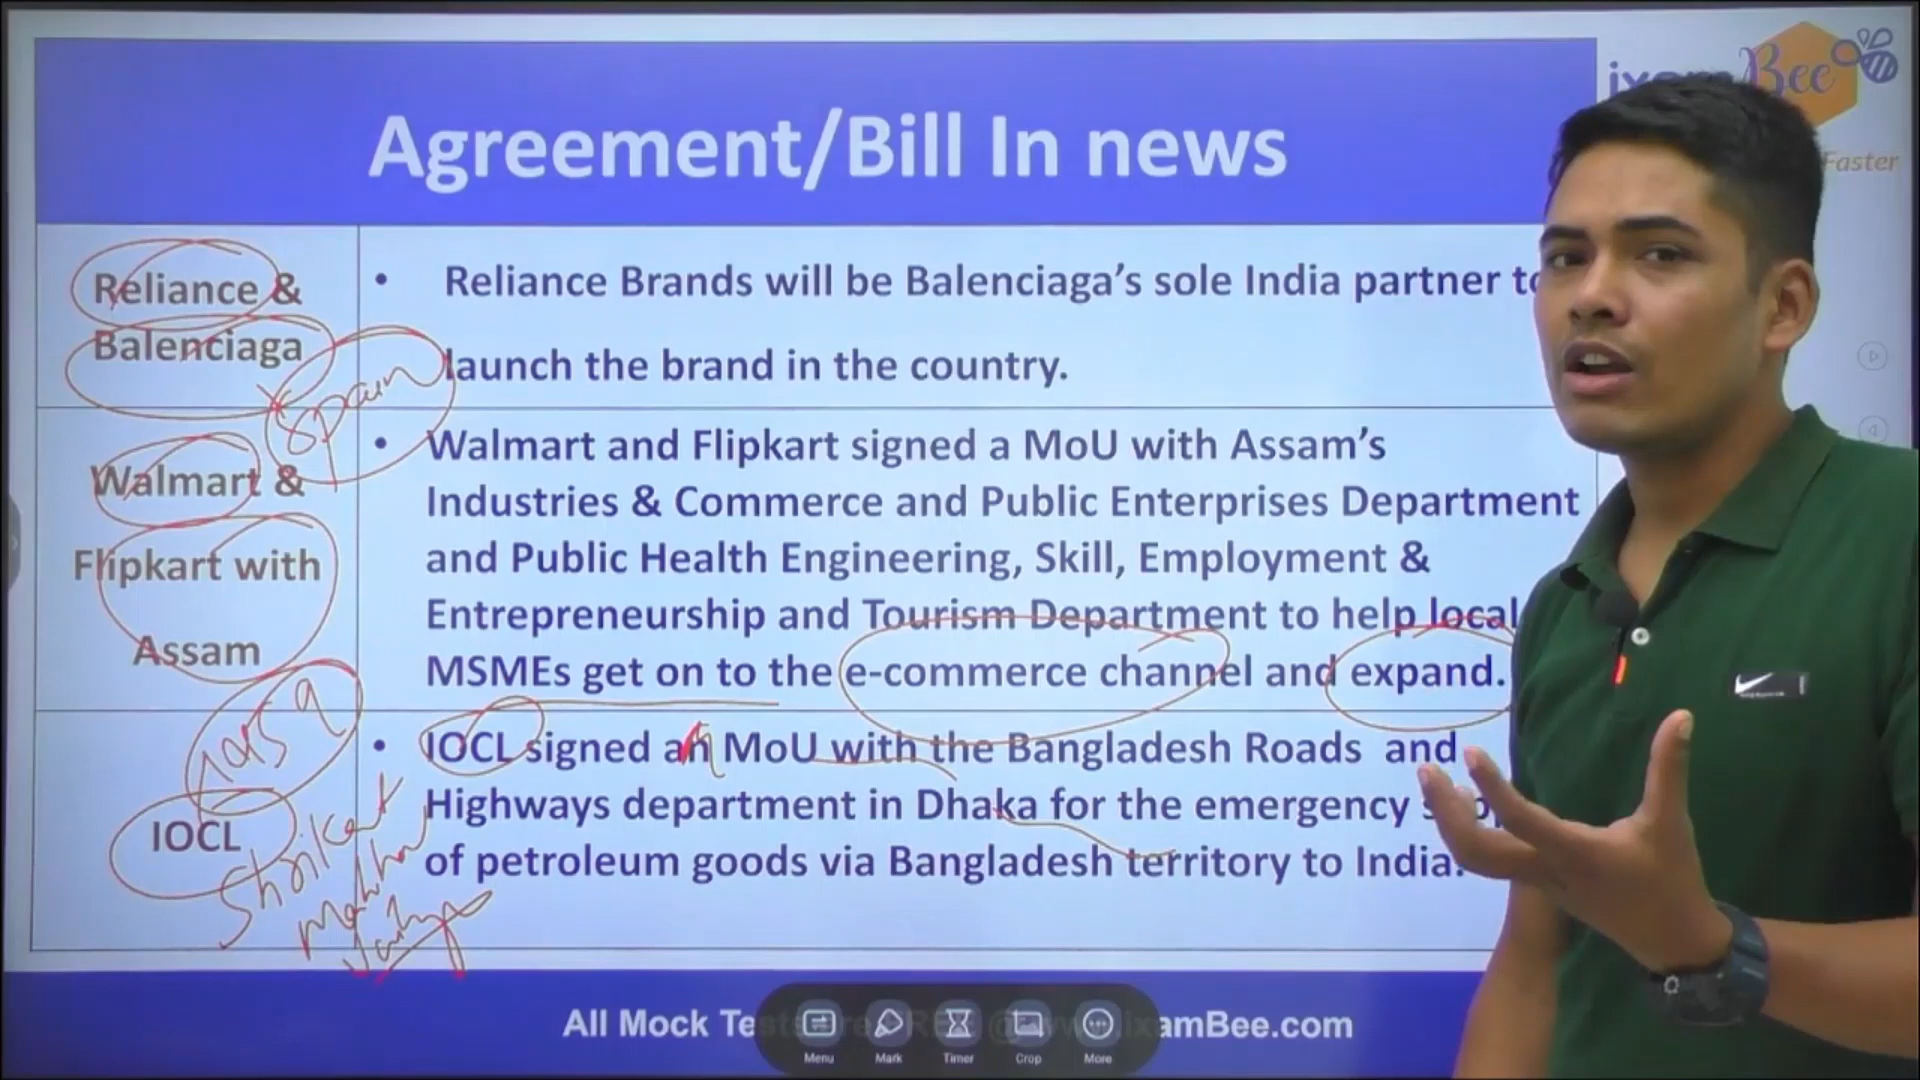 Bee
Faster
Agreement/Bill In news
Reliance &
Balenciaga
• Reliance Brands will be Balenciaga’s sole India partner to
launch the brand in the country.
Spain
Walmart &
Flipkart with
Assam
• Walmart and Flipkart signed a MoU with Assam’s
Industries & Commerce and Public Enterprises Department
and Public Health Engineering, Skill, Employment &
Entrepreneurship and Tourism Department to help local
MSMEs get on to the e-commerce channel and expand.
1959
IOCL
Shrikant
Madhav
Vaidya
• IOCL signed an MoU with the Bangladesh Roads and
Highways department in Dhaka for the emergency
of petroleum goods via Bangladesh territory to India.
All Mock Tests amBee.com
Menu Mark Timer Crop More